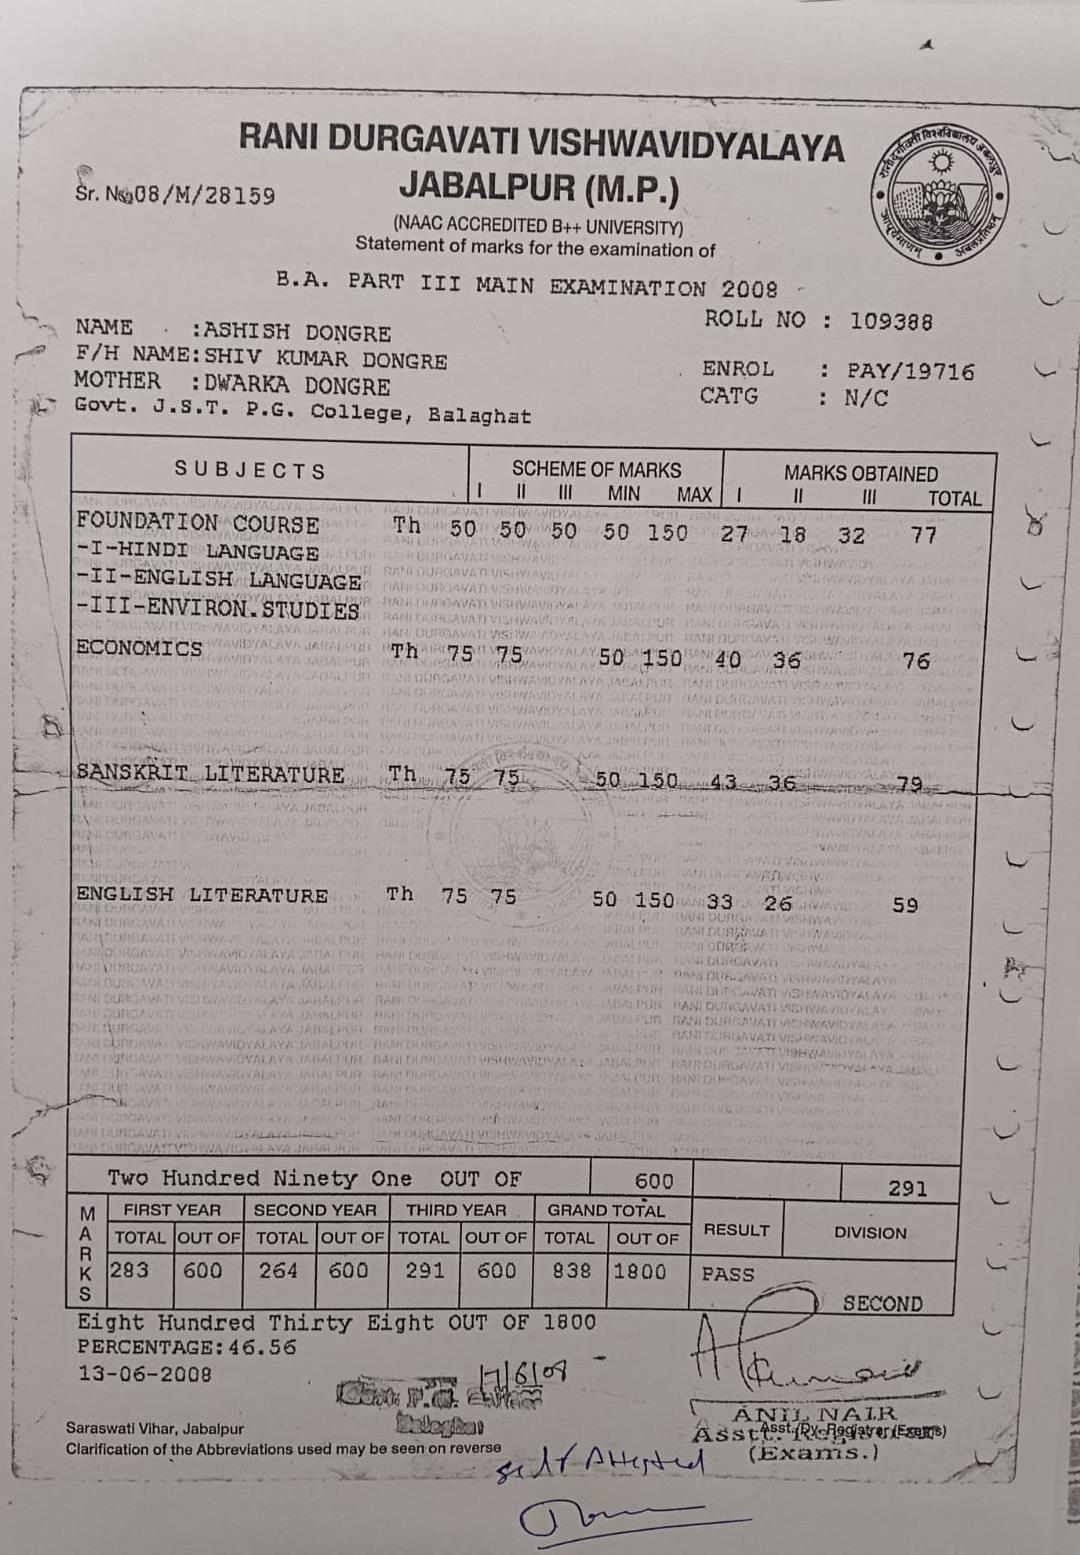 RANI DURGAVATI VISHWAVIDYALAYA
JABALPUR (M.P.)
Sr. No 08/M/28159
(NAAC ACCREDITED B++ UNIVERSITY)
Statement of marks for the examination of
B.A. PART III MAIN EXAMINATION 2008
ROLL NO : 109388
NAME :ASHISH DONGRE
F/H NAME:SHIV KUMAR DONGRE
ENROL : PAY/19716
MOTHER :DWARKA DONGRE
CATG : N/C
Govt. J.S.T. P.G. College, Balaghat
SUBJECTS SCHEME OF MARKS MARKS OBTAINED
I II III MIN MAX I II III TOTAL
FOUNDATION COURSE Th 50 50 50 50 150 27 18 32 77
-I-HINDI LANGUAGE
-II-ENGLISH LANGUAGE
-III-ENVIRON.STUDIES
ECONOMICS Th 75 75 50 150 40 36 76
SANSKRIT LITERATURE Th 75 75 50 150 43 36 79
ENGLISH LITERATURE Th 75 75 50 150 33 26 59
Two Hundred Ninety One OUT OF 600 291
MARKS FIRST YEAR SECOND YEAR THIRD YEAR GRAND TOTAL RESULT DIVISION
TOTAL OUT OF TOTAL OUT OF TOTAL OUT OF TOTAL OUT OF
283 600 264 600 291 600 838 1800 PASS SECOND
Eight Hundred Thirty Eight OUT OF 1800
PERCENTAGE:46.56
13-06-2008
17/6/08
ANIL NAIR
Saraswati Vihar, Jabalpur
Asst./Dy. Registrar (Exams)
(Exams.)
Clarification of the Abbreviations used may be seen on reverse
self Attested